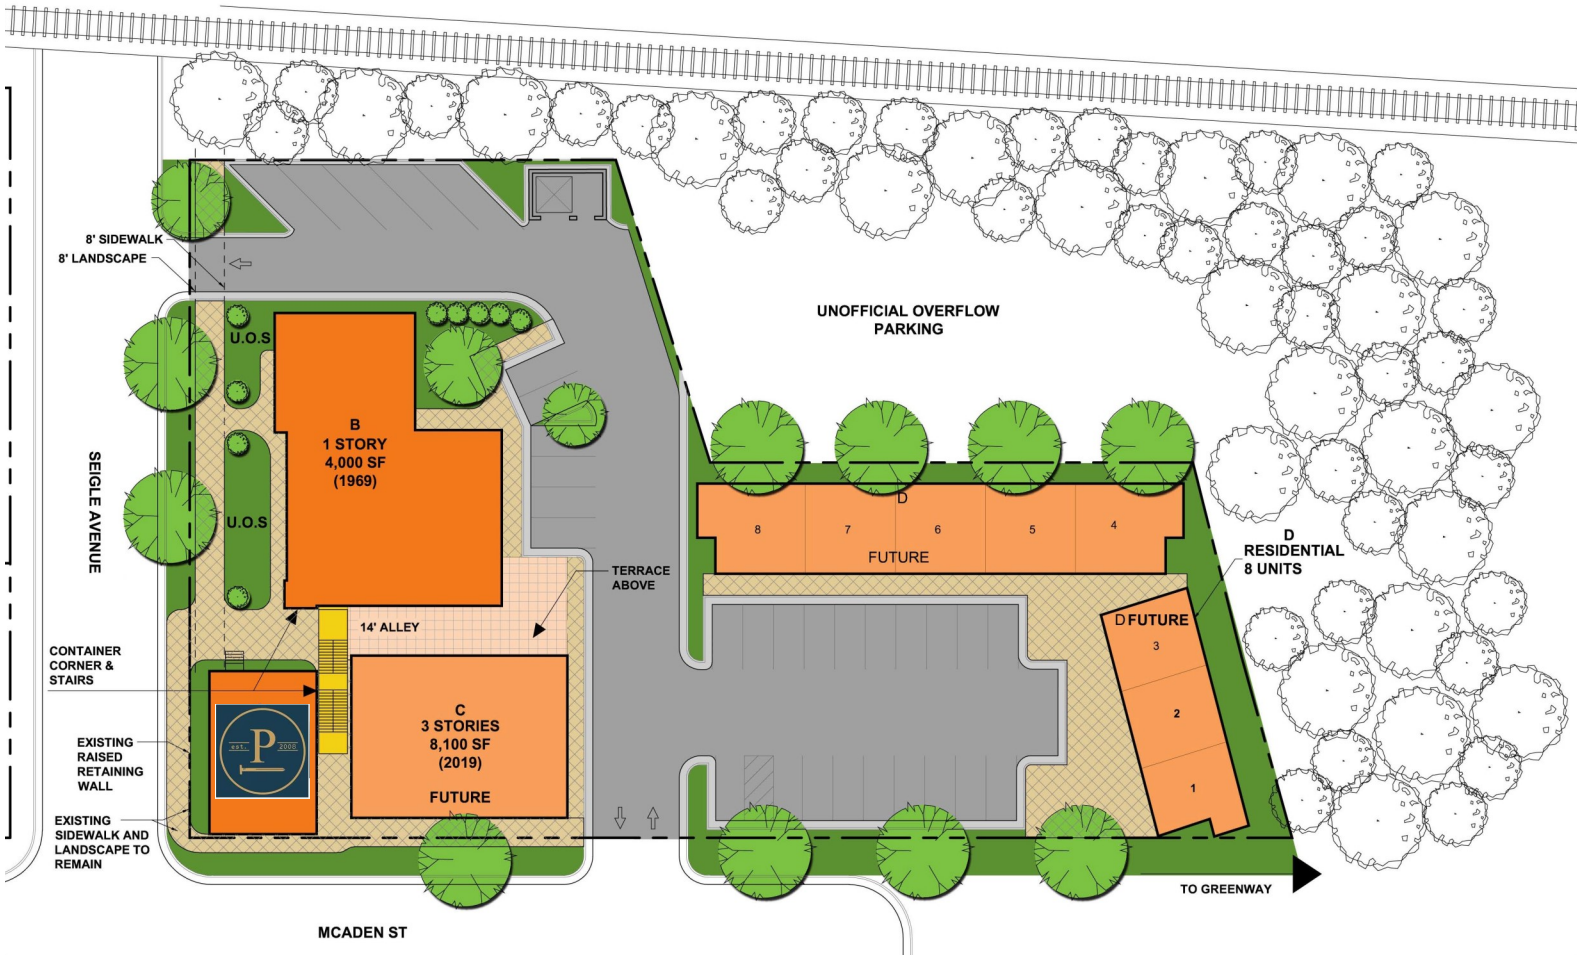 8' SIDEWALK
8' LANDSCAPE
UNOFFICIAL OVERFLOW
PARKING
U.O.S
B
1 STORY
4,000 SF
(1969)
SEIGLE AVENUE
U.O.S
D
8
7
6
5
4
FUTURE
D
RESIDENTIAL
8 UNITS
TERRACE
ABOVE
14' ALLEY
D FUTURE
3
2
1
CONTAINER
CORNER &
STAIRS
C
3 STORIES
8,100 SF
(2019)
FUTURE
est. P 2008
EXISTING
RAISED
RETAINING
WALL
EXISTING
SIDEWALK AND
LANDSCAPE TO
REMAIN
TO GREENWAY
MCADEN ST